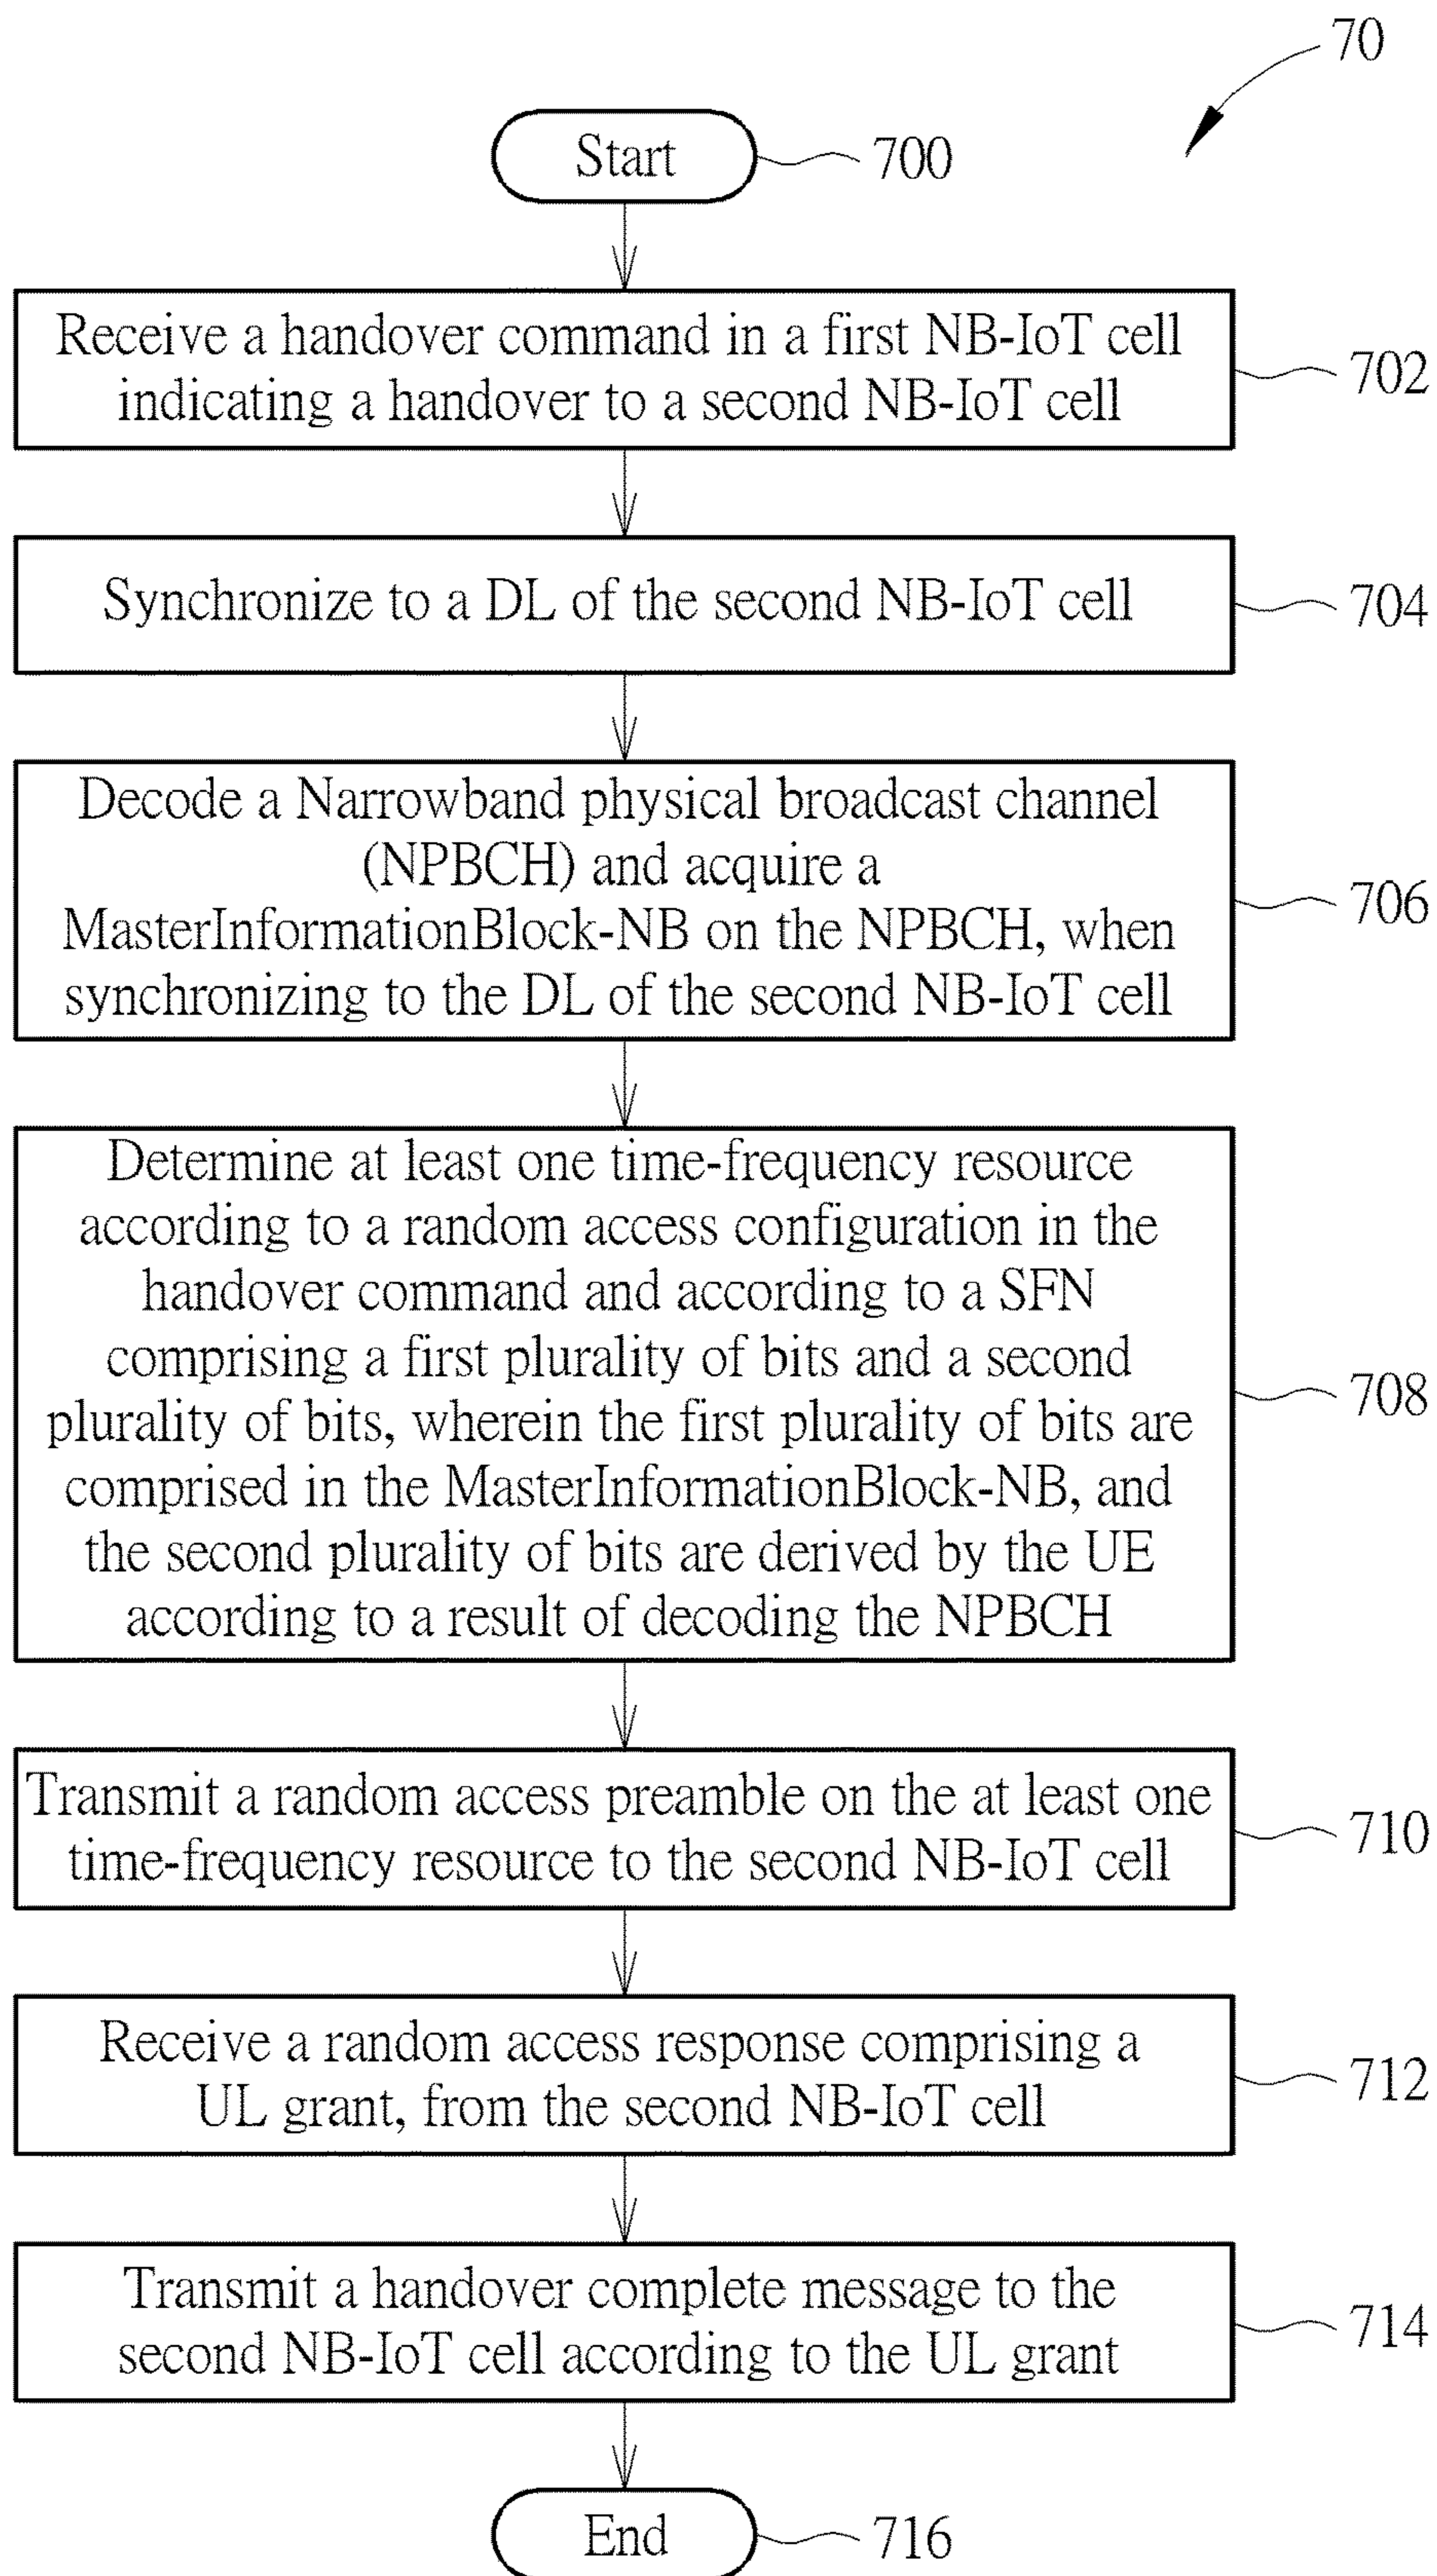 70
Start
700
Receive a handover command in a first NB-IoT cell
indicating a handover to a second NB-IoT cell
702
Synchronize to a DL of the second NB-IoT cell
704
Decode a Narrowband physical broadcast channel
(NPBCH) and acquire a
MasterInformationBlock-NB on the NPBCH, when
synchronizing to the DL of the second NB-IoT cell
706
Determine at least one time-frequency resource
according to a random access configuration in the
handover command and according to a SFN
comprising a first plurality of bits and a second
plurality of bits, wherein the first plurality of bits are
comprised in the MasterInformationBlock-NB, and
the second plurality of bits are derived by the UE
according to a result of decoding the NPBCH
708
Transmit a random access preamble on the at least one
time-frequency resource to the second NB-IoT cell
710
Receive a random access response comprising a
UL grant, from the second NB-IoT cell
712
Transmit a handover complete message to the
second NB-IoT cell according to the UL grant
714
End
716